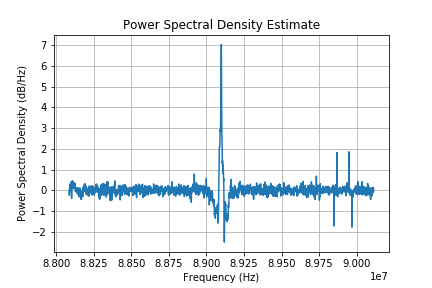 Power Spectral Density Estimate
Power Spectral Density (dB/Hz)
7
6
5
4
3
2
1
0
−1
−2
8.800 8.825 8.850 8.875 8.900 8.925 8.950 8.975 9.000
1e7
Frequency (Hz)